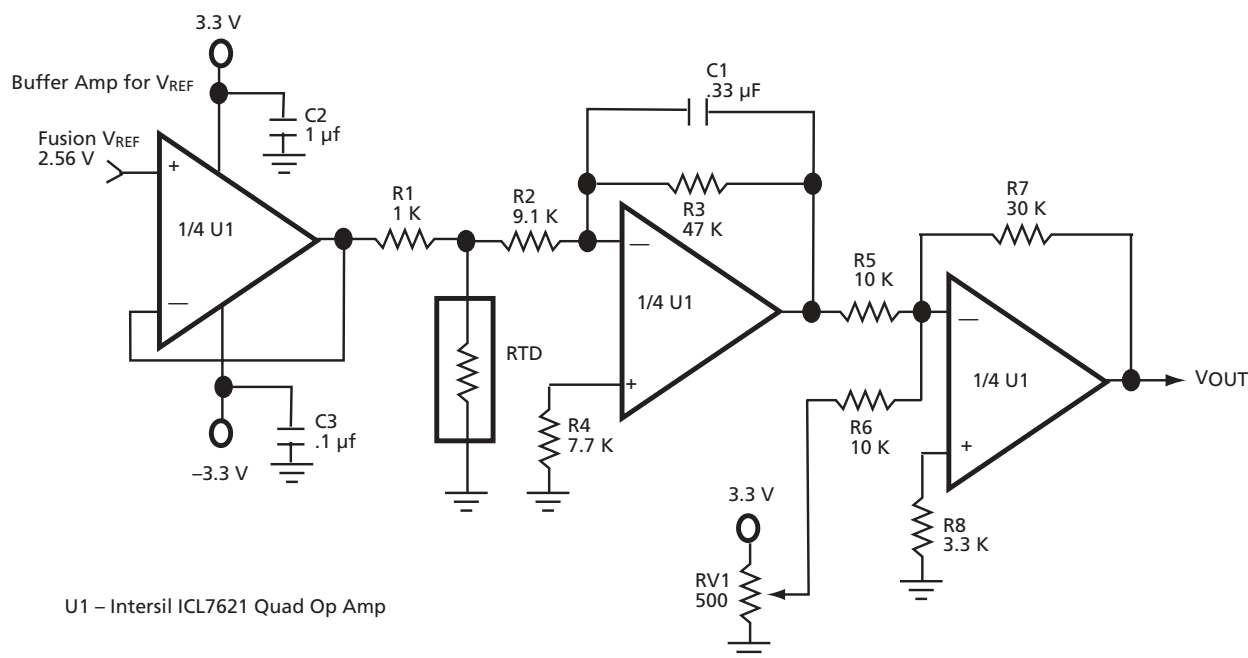 3.3 V
Buffer Amp for VREF
C2
1 µf
Fusion VREF
2.56 V
+
1/4 U1
—
C3
.1 µf
–3.3 V
R1
1 K
R2
9.1 K
RTD
C1
.33 µF
R3
47 K
—
1/4 U1
+
R4
7.7 K
R5
10 K
R6
10 K
R7
30 K
—
1/4 U1
+
VOUT
R8
3.3 K
3.3 V
RV1
500
U1 – Intersil ICL7621 Quad Op Amp